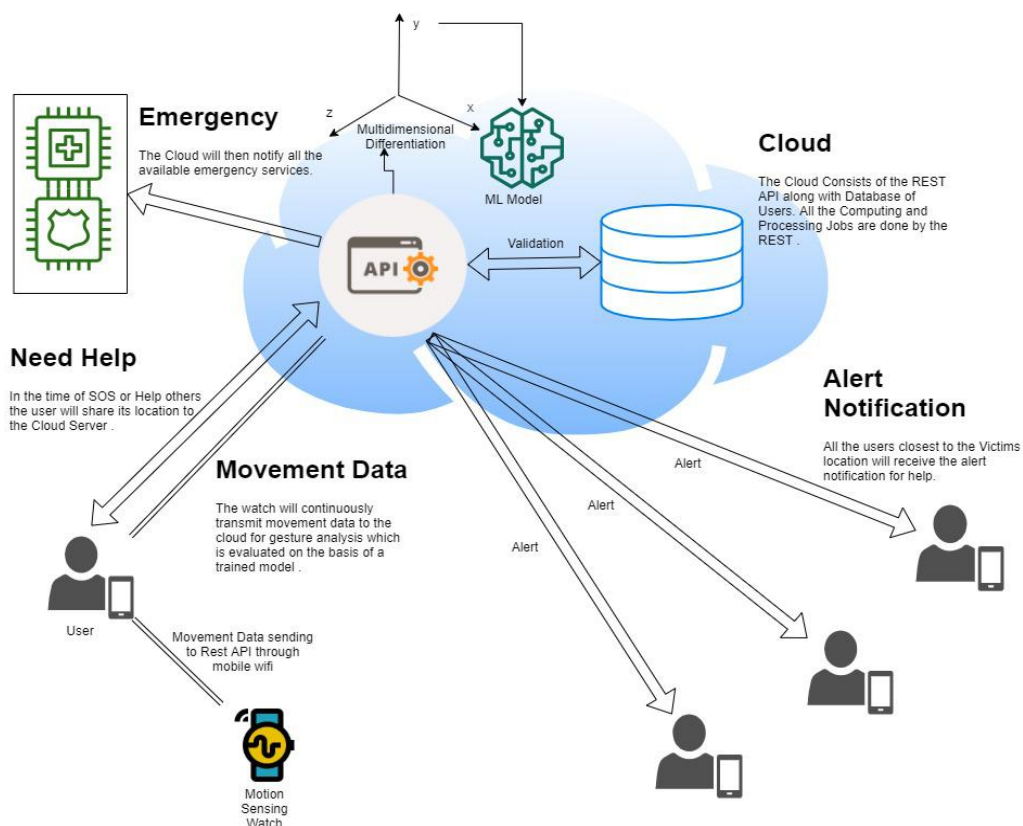 y
z
x
Multidimensional
Differentiation
ML Model
Emergency
The Cloud will then notify all the
available emergency services.
Cloud
The Cloud Consists of the REST
API along with Database of
Users. All the Computing and
Processing Jobs are done by the
REST .
API
Validation
Need Help
In the time of SOS or Help others
the user will share its location to
the Cloud Server .
Alert
Notification
All the users closest to the Victims
location will receive the alert
notification for help.
Movement Data
The watch will continuously
transmit movement data to the
cloud for gesture analysis which
is evaluated on the basis of a
trained model .
Alert
Alert
Alert
User
Movement Data sending
to Rest API through
mobile wifi
Motion
Sensing
Watch